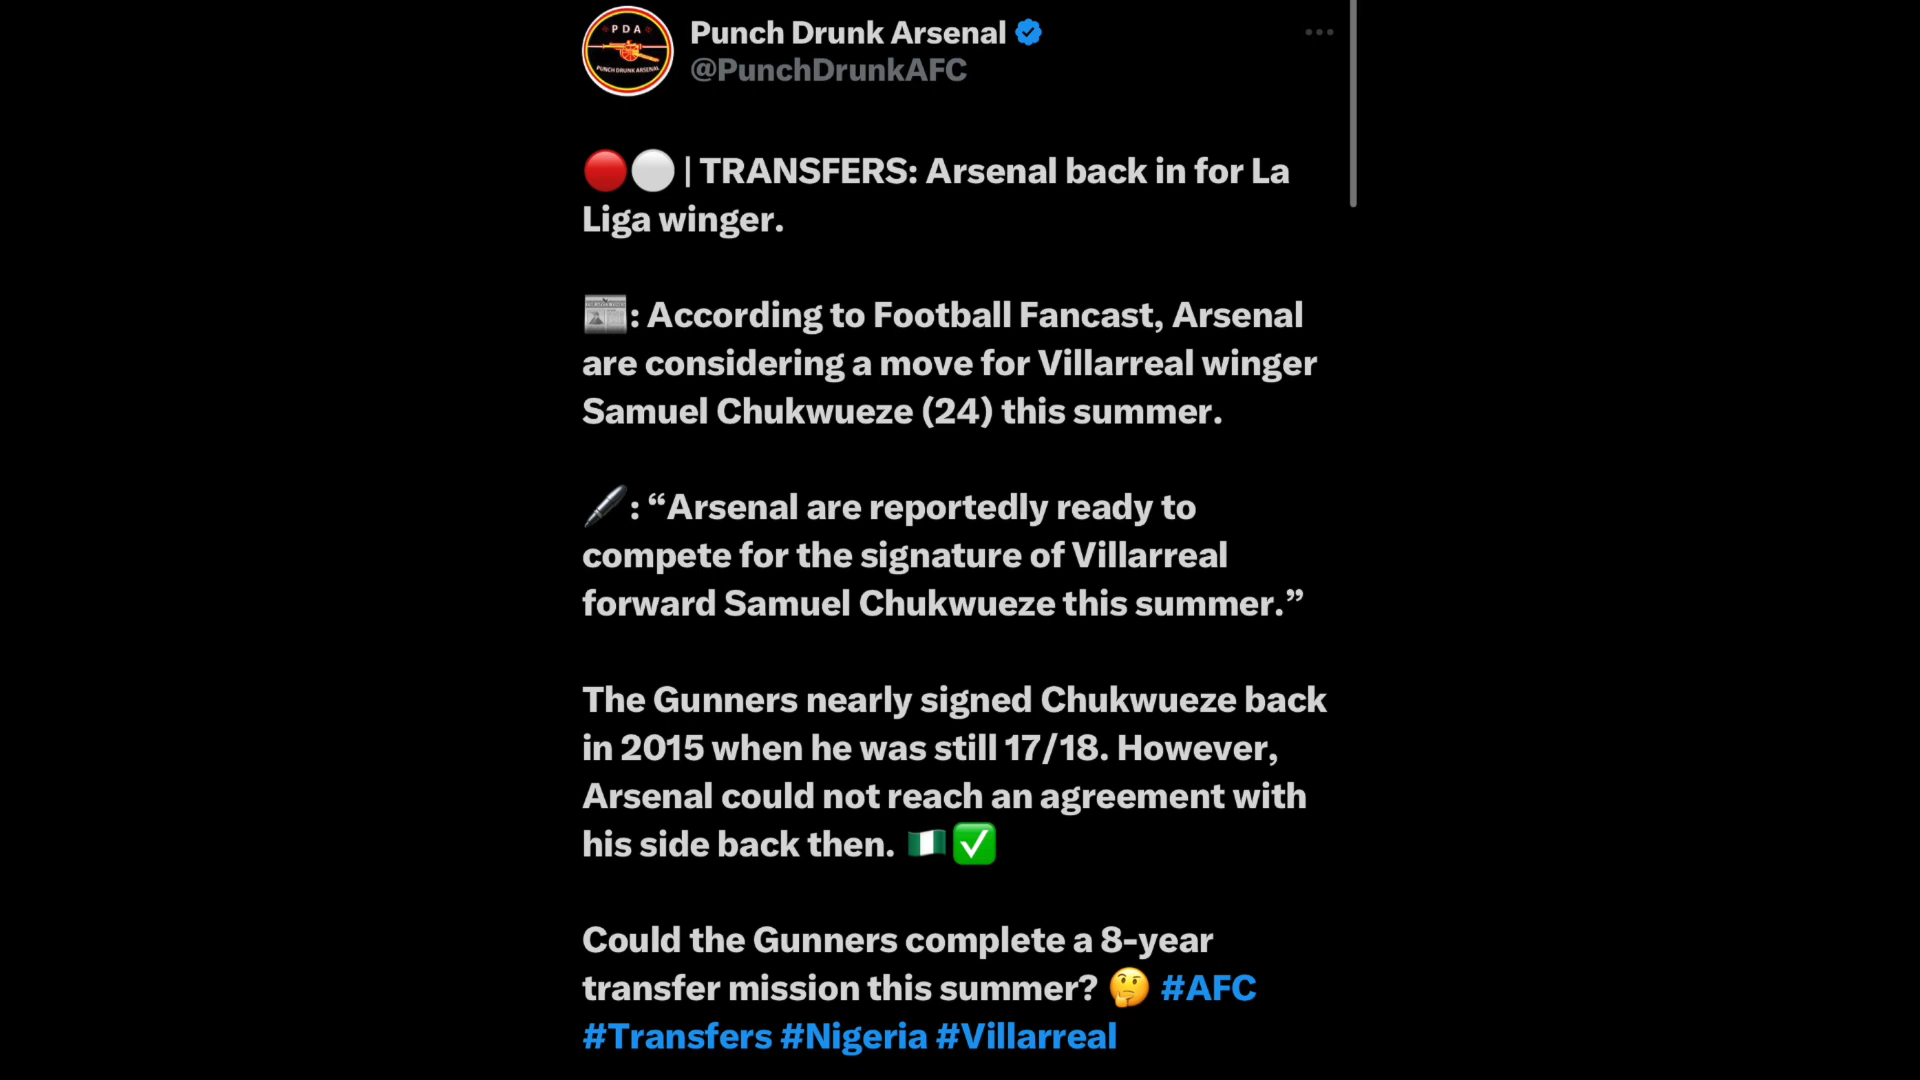 P D A
PUNCH DRUNK ARSENAL
Punch Drunk Arsenal
@PunchDrunkAFC
🔴⚪ | TRANSFERS: Arsenal back in for La
Liga winger.
📰: According to Football Fancast, Arsenal
are considering a move for Villarreal winger
Samuel Chukwueze (24) this summer.
🖋️: “Arsenal are reportedly ready to
compete for the signature of Villarreal
forward Samuel Chukwueze this summer.”
The Gunners nearly signed Chukwueze back
in 2015 when he was still 17/18. However,
Arsenal could not reach an agreement with
his side back then. 🇳🇬✅
Could the Gunners complete a 8-year
transfer mission this summer? 🤔 #AFC
#Transfers #Nigeria #Villarreal